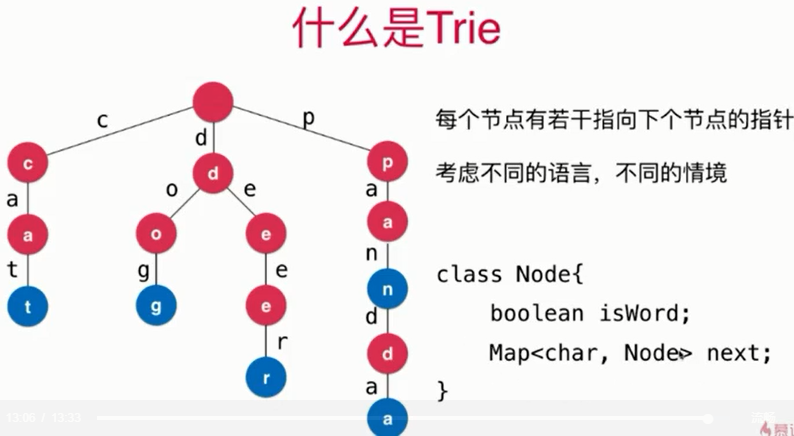 什么是Trie
c
d
p
c
d
p
a
o
e
a
a
o
e
a
t
g
e
n
t
g
e
n
r
d
r
d
a
a
每个节点有若干指向下个节点的指针
考虑不同的语言，不同的情境
class Node{
boolean isWord;
Map<char, Node> next;
}
13:06 / 13:33